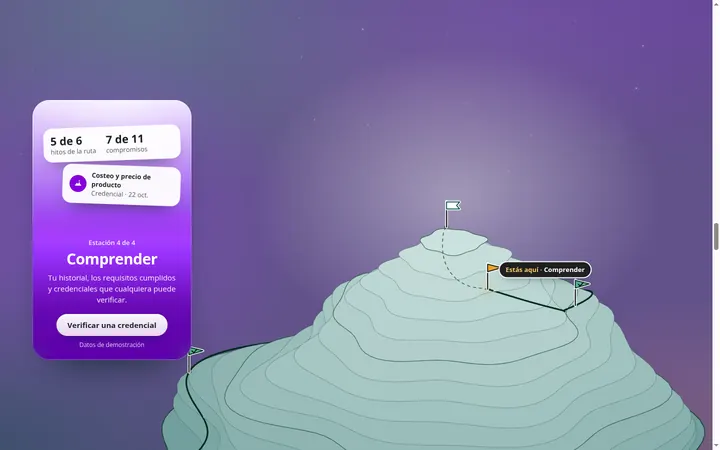 5 de 6
hitos de la ruta
7 de 11
compromisos
Costeo y precio de
producto
Credencial · 22 oct.
Estación 4 de 4
Comprender
Tu historial, los requisitos cumplidos
y credenciales que cualquiera puede
verificar.
Verificar una credencial
Datos de demostración
Estás aquí · Comprender